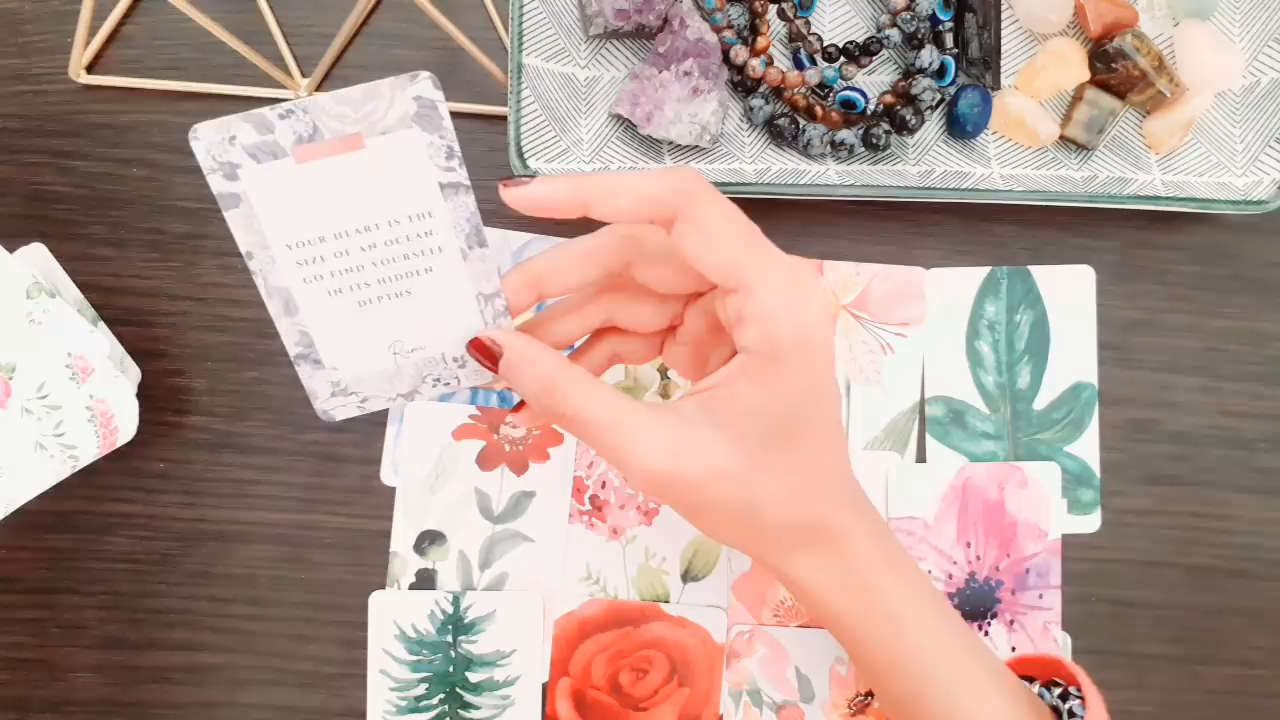 YOUR HEART IS THE
SIZE OF AN OCEAN.
GO FIND YOURSELF
IN ITS HIDDEN
DEPTHS
Rumi